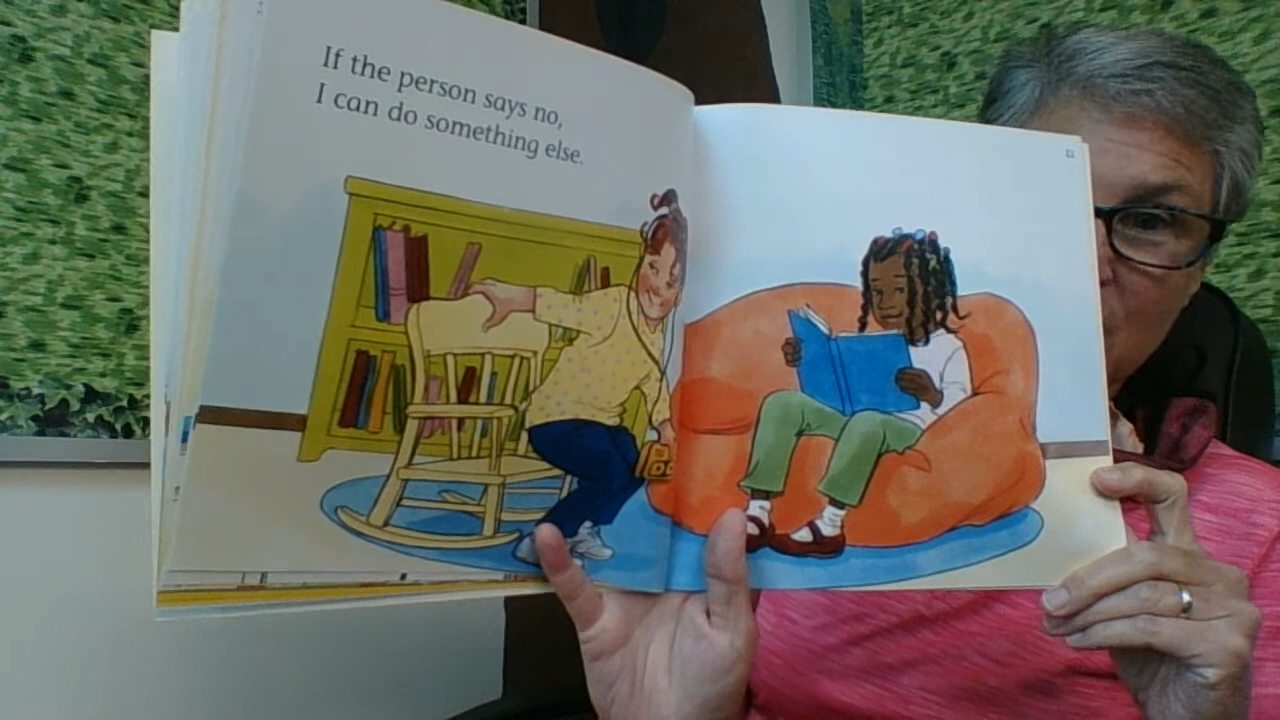 If the person says no,
I can do something else.